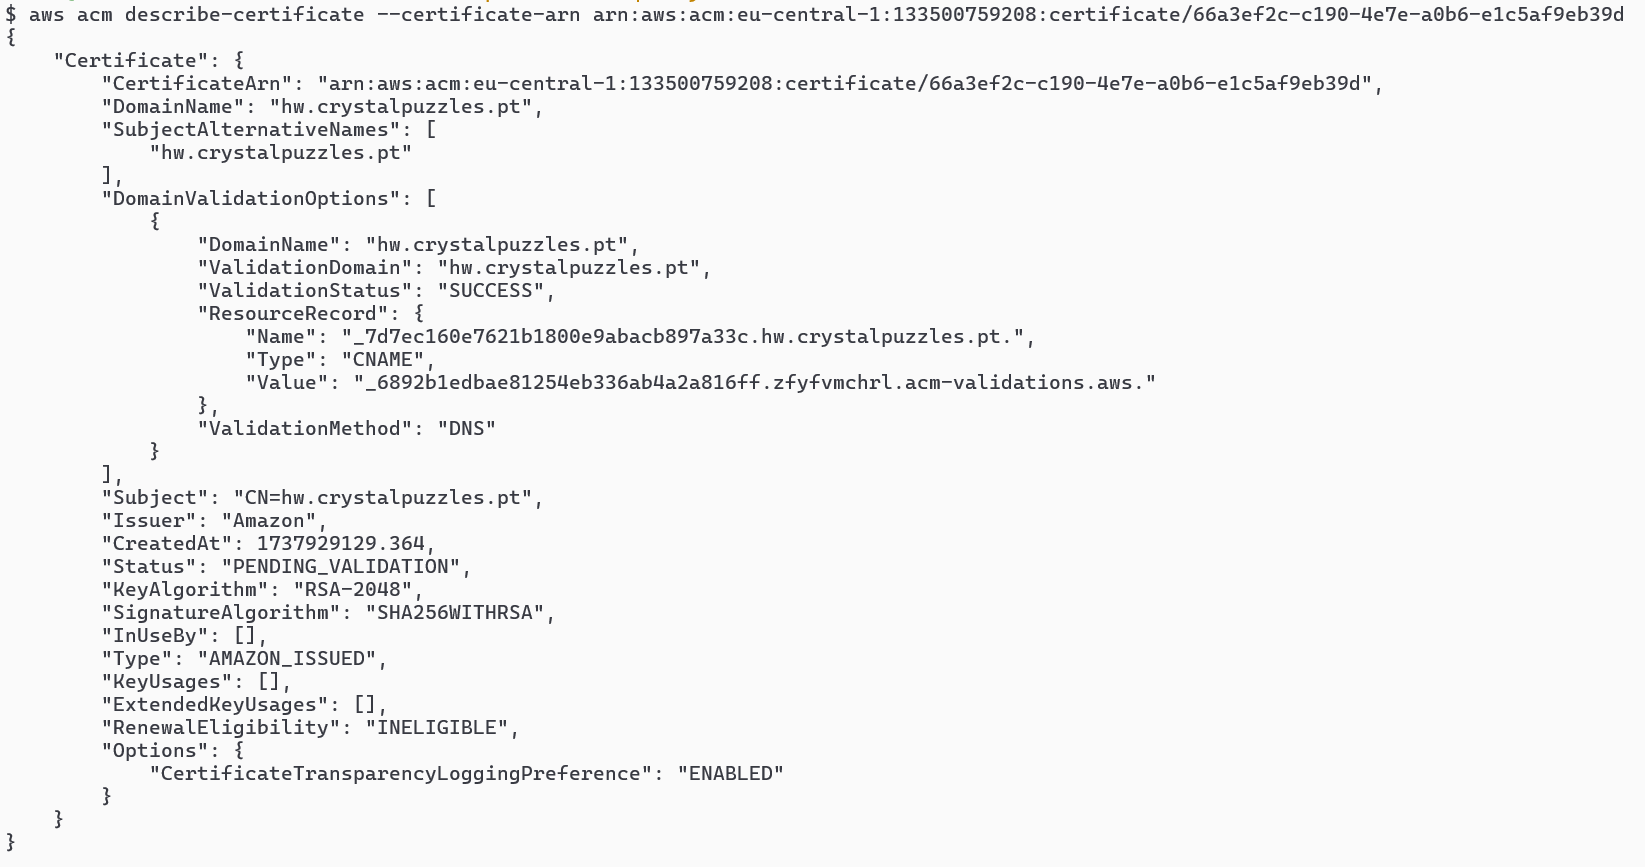 $ aws acm describe-certificate --certificate-arn arn:aws:acm:eu-central-1:133500759208:certificate/66a3ef2c-c190-4e7e-a0b6-e1c5af9eb39d
{
    "Certificate": {
        "CertificateArn": "arn:aws:acm:eu-central-1:133500759208:certificate/66a3ef2c-c190-4e7e-a0b6-e1c5af9eb39d",
        "DomainName": "hw.crystalpuzzles.pt",
        "SubjectAlternativeNames": [
            "hw.crystalpuzzles.pt"
        ],
        "DomainValidationOptions": [
            {
                "DomainName": "hw.crystalpuzzles.pt",
                "ValidationDomain": "hw.crystalpuzzles.pt",
                "ValidationStatus": "SUCCESS",
                "ResourceRecord": {
                    "Name": "_7d7ec160e7621b1800e9abacb897a33c.hw.crystalpuzzles.pt.",
                    "Type": "CNAME",
                    "Value": "_6892b1edbae81254eb336ab4a2a816ff.zfyfvmchrl.acm-validations.aws."
                },
                "ValidationMethod": "DNS"
            }
        ],
        "Subject": "CN=hw.crystalpuzzles.pt",
        "Issuer": "Amazon",
        "CreatedAt": 1737929129.364,
        "Status": "PENDING_VALIDATION",
        "KeyAlgorithm": "RSA-2048",
        "SignatureAlgorithm": "SHA256WITHRSA",
        "InUseBy": [],
        "Type": "AMAZON_ISSUED",
        "KeyUsages": [],
        "ExtendedKeyUsages": [],
        "RenewalEligibility": "INELIGIBLE",
        "Options": {
            "CertificateTransparencyLoggingPreference": "ENABLED"
        }
    }
}